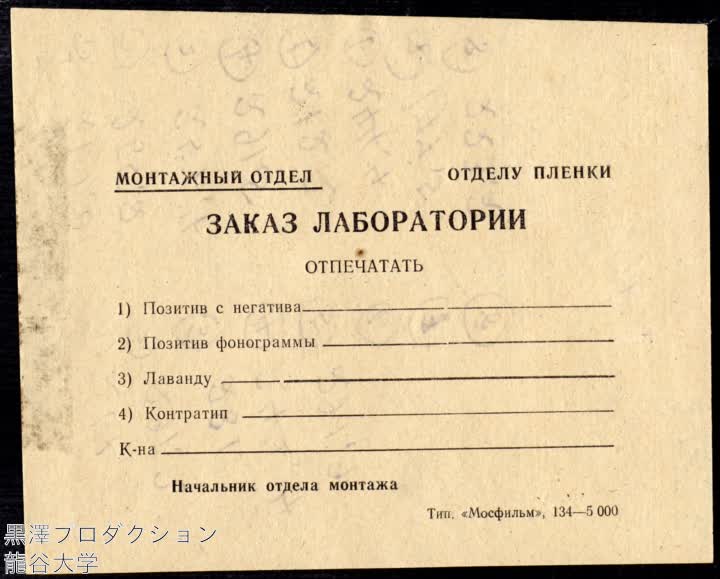 МОНТАЖНЫЙ ОТДЕЛ ОТДЕЛУ ПЛЕНКИ
ЗАКАЗ ЛАБОРАТОРИИ
ОТПЕЧАТАТЬ
1) Позитив с негатива
2) Позитив фонограммы
3) Лаванду
4) Контратип
К-на
Начальник отдела монтажа
Тип. «Мосфильм», 134—5 000
黒澤プロダクション
龍谷大学